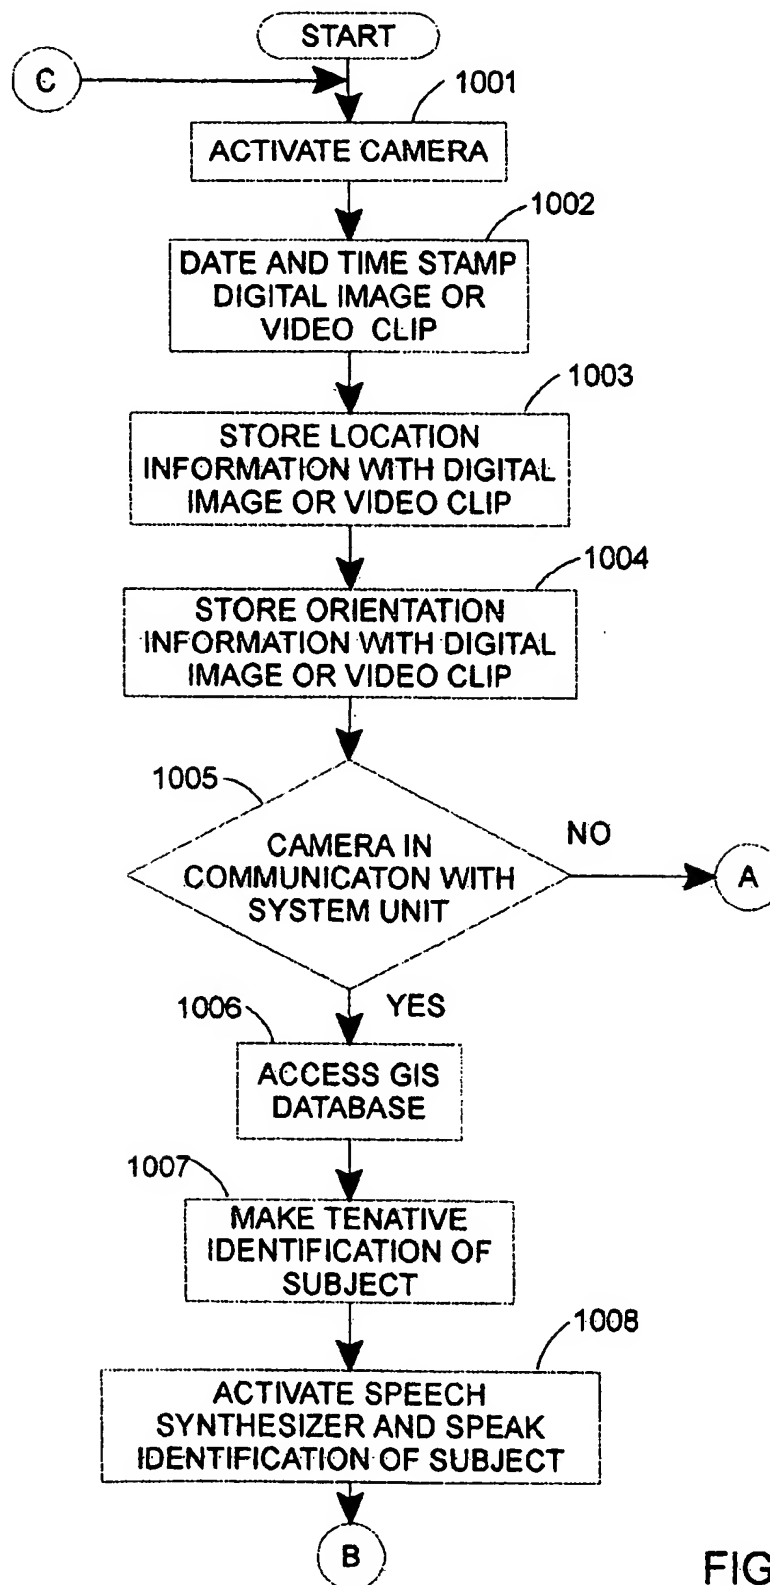 START
C
1001
ACTIVATE CAMERA
1002
DATE AND TIME STAMP
DIGITAL IMAGE OR
VIDEO CLIP
1003
STORE LOCATION
INFORMATION WITH DIGITAL
IMAGE OR VIDEO CLIP
1004
STORE ORIENTATION
INFORMATION WITH DIGITAL
IMAGE OR VIDEO CLIP
1005
CAMERA IN
COMMUNICATON WITH
SYSTEM UNIT
NO
A
YES
1006
ACCESS GIS
DATABASE
1007
MAKE TENATIVE
IDENTIFICATION OF
SUBJECT
1008
ACTIVATE SPEECH
SYNTHESIZER AND SPEAK
IDENTIFICATION OF SUBJECT
B
FIG